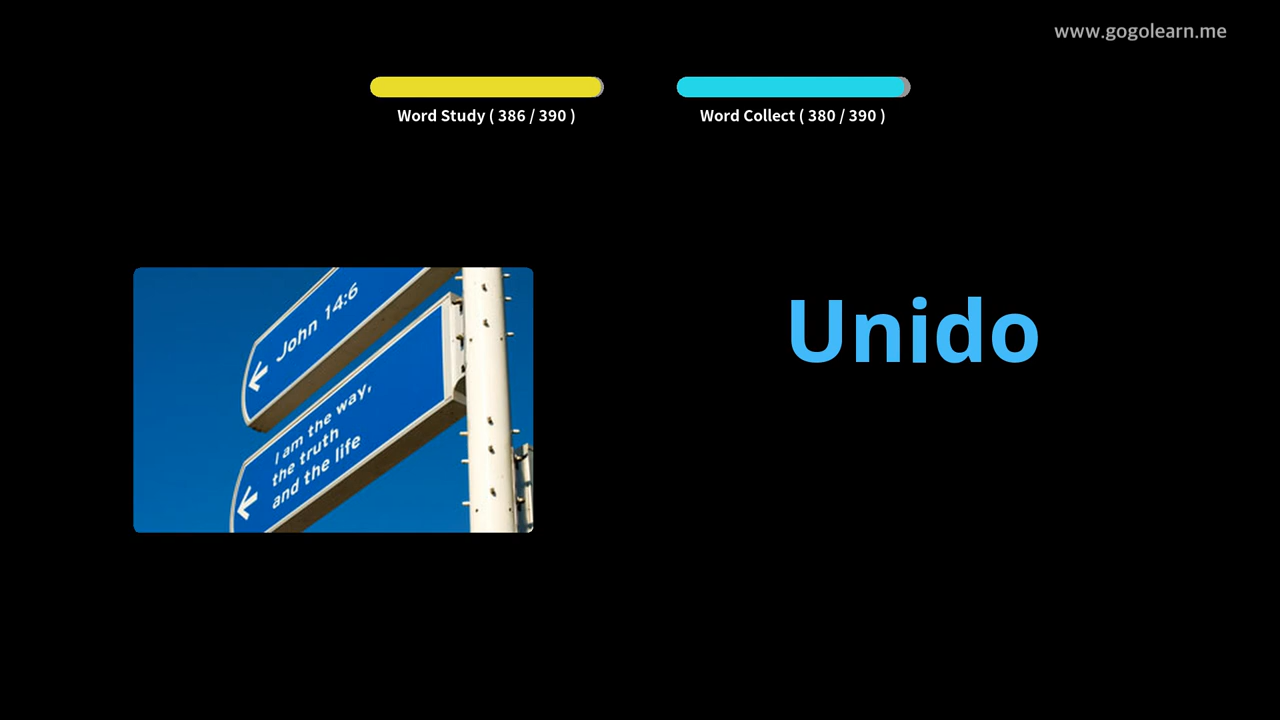 www.gogolearn.me
Word Study ( 386 / 390 )
Word Collect ( 380 / 390 )
John 14:6
I am the way,
the truth
and the life
Unido